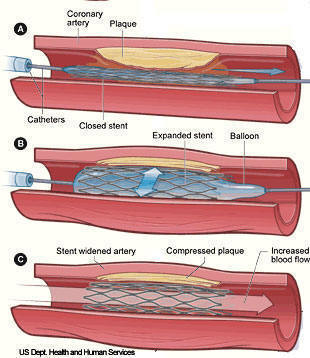 A
Coronary
artery
Plaque
Catheters
Closed stent
B
Expanded stent
Balloon
C
Stent widened artery
Compressed plaque
Increased
blood flow
US Dept. Health and Human Services